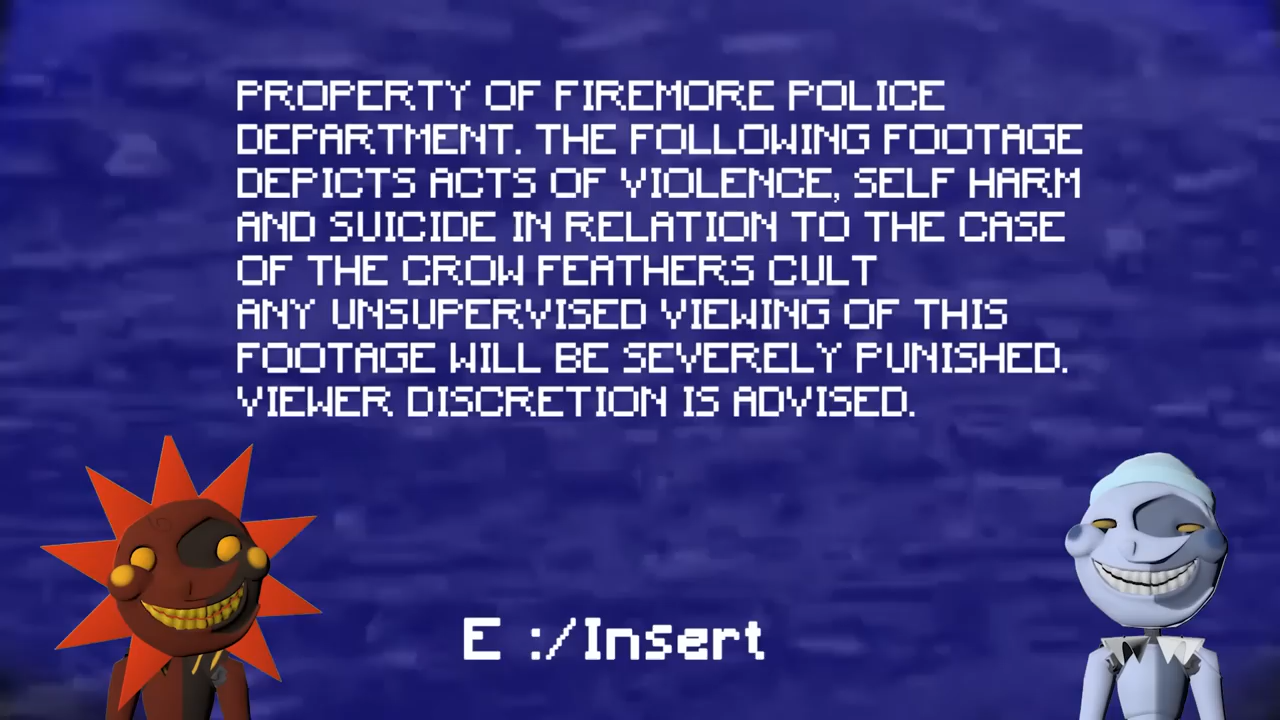 PROPERTY OF FIREMORE POLICE
DEPARTMENT. THE FOLLOWING FOOTAGE
DEPICTS ACTS OF VIOLENCE, SELF HARM
AND SUICIDE IN RELATION TO THE CASE
OF THE CROW FEATHERS CULT
ANY UNSUPERVISED VIEWING OF THIS
FOOTAGE WILL BE SEVERELY PUNISHED.
VIEWER DISCRETION IS ADVISED.
E :/Insert